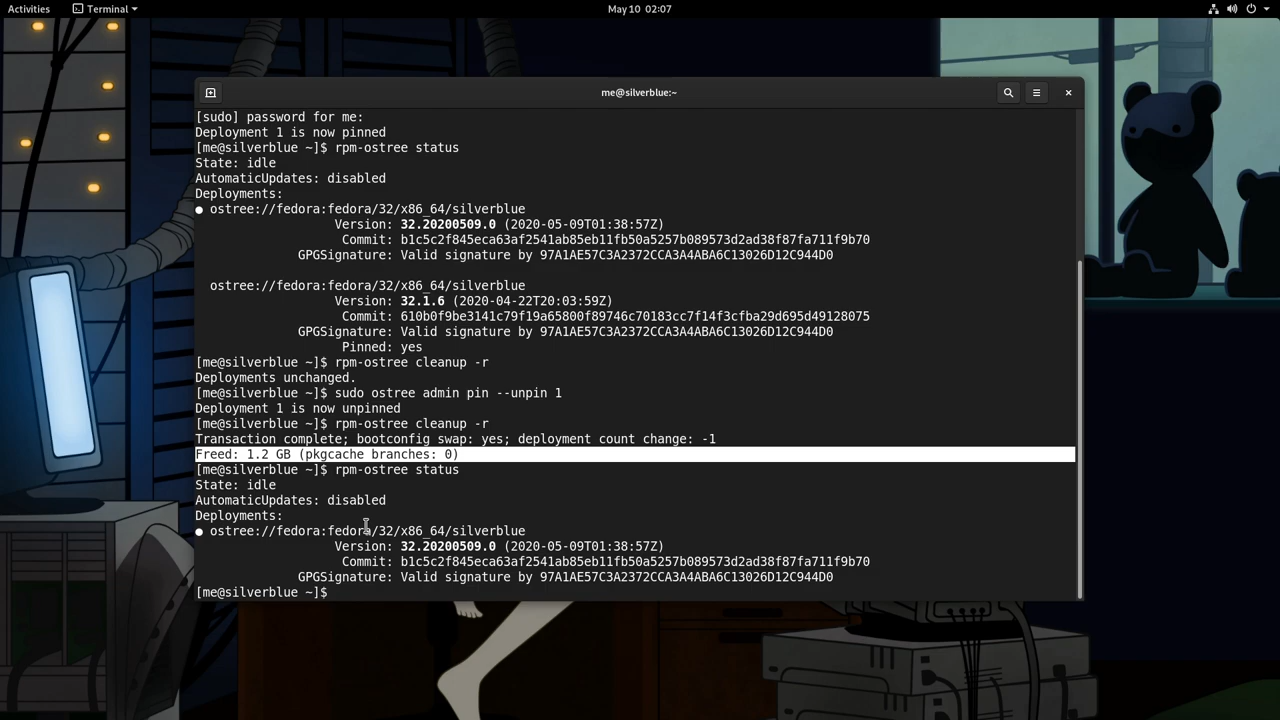 Activities
Terminal
May 10 02:07
me@silverblue:~
[sudo] password for me:
Deployment 1 is now pinned
[me@silverblue ~]$ rpm-ostree status
State: idle
AutomaticUpdates: disabled
Deployments:
● ostree://fedora:fedora/32/x86_64/silverblue
Version: 32.20200509.0 (2020-05-09T01:38:57Z)
Commit: b1c5c2f845eca63af2541ab85eb11fb50a5257b089573d2ad38f87fa711f9b70
GPGSignature: Valid signature by 97A1AE57C3A2372CCA3A4ABA6C13026D12C944D0
ostree://fedora:fedora/32/x86_64/silverblue
Version: 32.1.6 (2020-04-22T20:03:59Z)
Commit: 610b0f9be3141c79f19a65800f89746c70183cc7f14f3cfba29d695d49128075
GPGSignature: Valid signature by 97A1AE57C3A2372CCA3A4ABA6C13026D12C944D0
Pinned: yes
[me@silverblue ~]$ rpm-ostree cleanup -r
Deployments unchanged.
[me@silverblue ~]$ sudo ostree admin pin --unpin 1
Deployment 1 is now unpinned
[me@silverblue ~]$ rpm-ostree cleanup -r
Transaction complete; bootconfig swap: yes; deployment count change: -1
Freed: 1.2 GB (pkgcache branches: 0)
[me@silverblue ~]$ rpm-ostree status
State: idle
AutomaticUpdates: disabled
Deployments:
● ostree://fedora:fedora/32/x86_64/silverblue
Version: 32.20200509.0 (2020-05-09T01:38:57Z)
Commit: b1c5c2f845eca63af2541ab85eb11fb50a5257b089573d2ad38f87fa711f9b70
GPGSignature: Valid signature by 97A1AE57C3A2372CCA3A4ABA6C13026D12C944D0
[me@silverblue ~]$